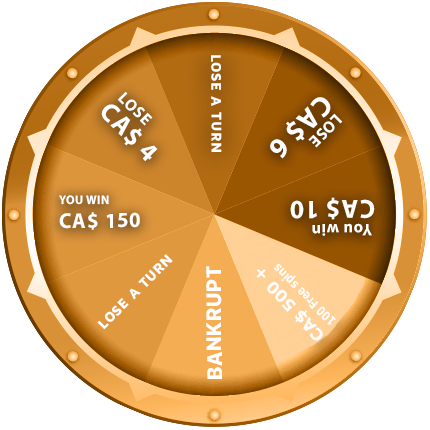 LOSE A TURN
LOSE
CA$ 6
You win
CA$ 10
CA$ 500 +
100 Free spins
BANKRUPT
LOSE A TURN
YOU WIN
CA$ 150
LOSE
CA$ 4